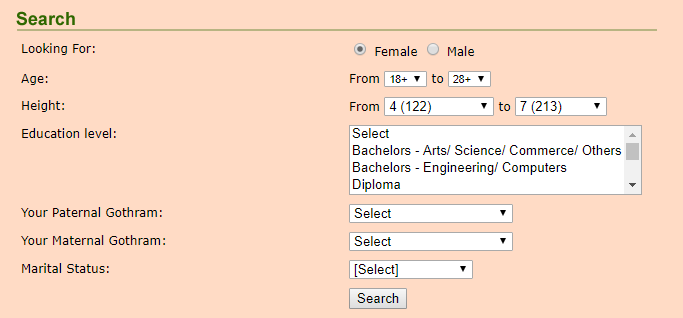 Search
Looking For: Female Male
Age: From 18+ to 28+
Height: From 4 (122) to 7 (213)
Education level: Select
Bachelors - Arts/ Science/ Commerce/ Others
Bachelors - Engineering/ Computers
Diploma
Your Paternal Gothram: Select
Your Maternal Gothram: Select
Marital Status: [Select]
Search